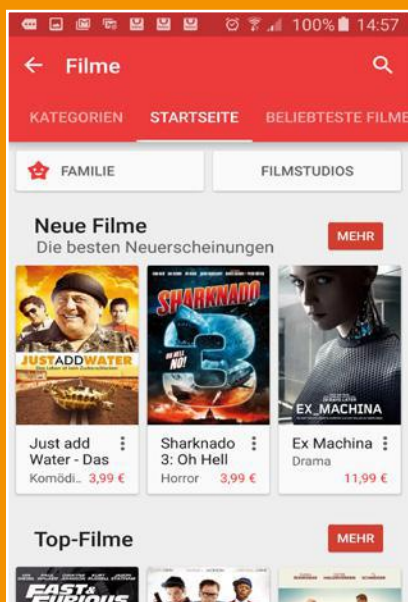 100% 14:57
Filme
KATEGORIEN STARTSEITE BELIEBTESTE FILME
FAMILIE FILMSTUDIOS
Neue Filme MEHR
Die besten Neuerscheinungen
JUST ADD WATER
SHARKNADO
OH HELL
NO!
3
EX_MACHINA
Just add
Water - Das
Komödi.. 3,99 €
Sharknado
3: Oh Hell
Horror 3,99 €
Ex Machina
Drama
11,99 €
Top-Filme MEHR
FAST &
FURIOUS